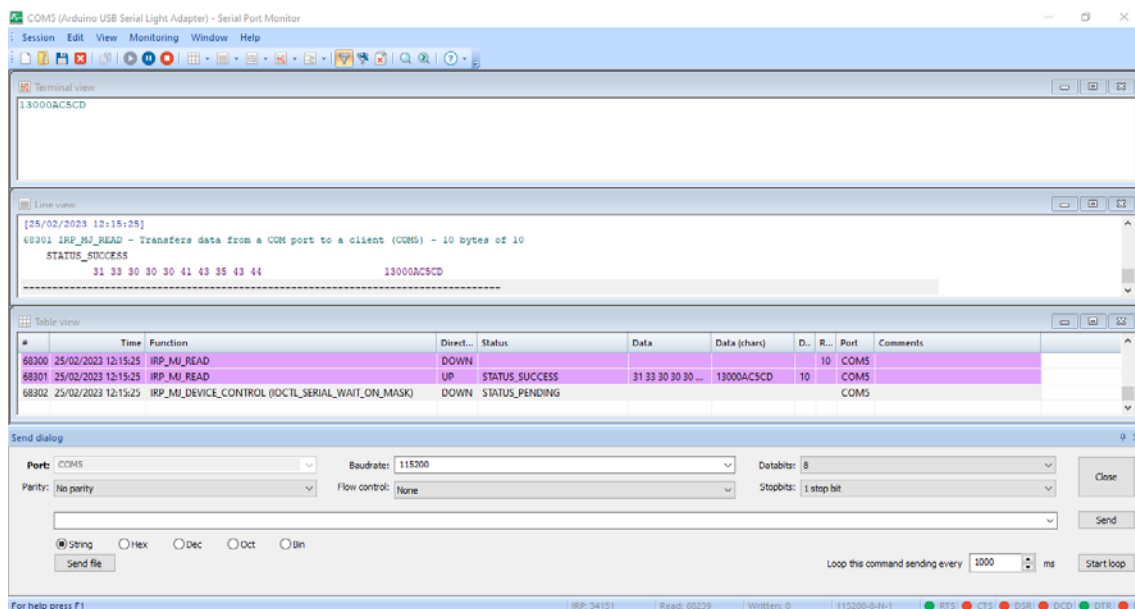 COM5 (Arduino USB Serial Light Adapter) - Serial Port Monitor
Session Edit View Monitoring Window Help
Terminal view
13000AC5CD
Line view
[25/02/2023 12:15:25]
68301 IRP_MJ_READ - Transfers data from a COM port to a client (COM5) - 10 bytes of 10
STATUS_SUCCESS
31 33 30 30 30 41 43 35 43 44 13000AC5CD
Table view
# Time Function Direct... Status Data Data (chars) D.. R... Port Comments
68300 25/02/2023 12:15:25 IRP_MJ_READ DOWN 10 COM5
68301 25/02/2023 12:15:25 IRP_MJ_READ UP STATUS_SUCCESS 31 33 30 30 30 ... 13000AC5CD 10 COM5
68302 25/02/2023 12:15:25 IRP_MJ_DEVICE_CONTROL (IOCTL_SERIAL_WAIT_ON_MASK) DOWN STATUS_PENDING COM5
Send dialog
Port: COM5 Baudrate: 115200 Databits: 8 Close
Parity: No parity Flow control: None Stopbits: 1 stop bit
Send
String Hex Dec Oct Bin
Send file Loop this command sending every 1000 ms Start loop
For help press F1 IRP: 34151 Read: 68239 Written: 0 115200-8-N-1 RTS CTS DSR DCD DTR